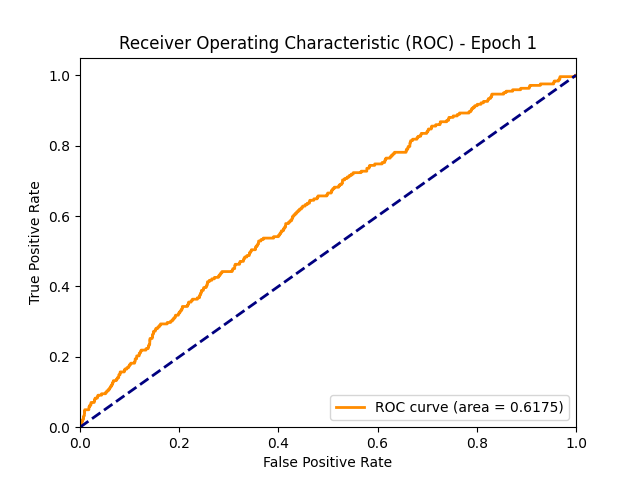 Receiver Operating Characteristic (ROC) - Epoch 1
True Positive Rate
1.0
0.8
0.6
0.4
0.2
0.0
ROC curve (area = 0.6175)
0.0 0.2 0.4 0.6 0.8 1.0
False Positive Rate